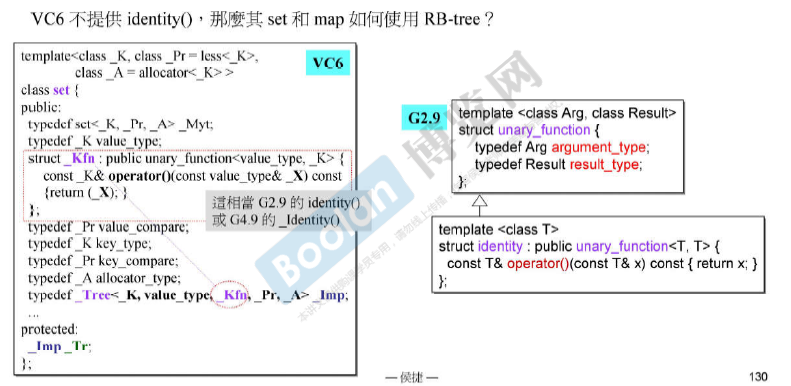 VC6 不提供 identity()，那麼其 set 和 map 如何使用 RB-tree？
template<class _K, class _Pr = less<_K>,
class _A = allocator<_K> >
VC6
class set {
public:
typedef set<_K, _Pr, _A> _Myt;
typedef _K value_type;
struct _Kfn : public unary_function<value_type, _K> {
const _K& operator()(const value_type& _X) const
{return (_X); }
};
這相當 G2.9 的 identity()
或 G4.9 的 _Identity()
typedef _Pr value_compare;
typedef _K key_type;
typedef _Pr key_compare;
typedef _A allocator_type;
typedef _Tree<_K, value_type, _Kfn, _Pr, _A> _Imp;
...
protected:
_Imp _Tr;
};
G2.9
template <class Arg, class Result>
struct unary_function {
typedef Arg argument_type;
typedef Result result_type;
};
template <class T>
struct identity : public unary_function<T, T> {
const T& operator()(const T& x) const { return x; }
};
Boolan 博览网
— 侯捷 —
130